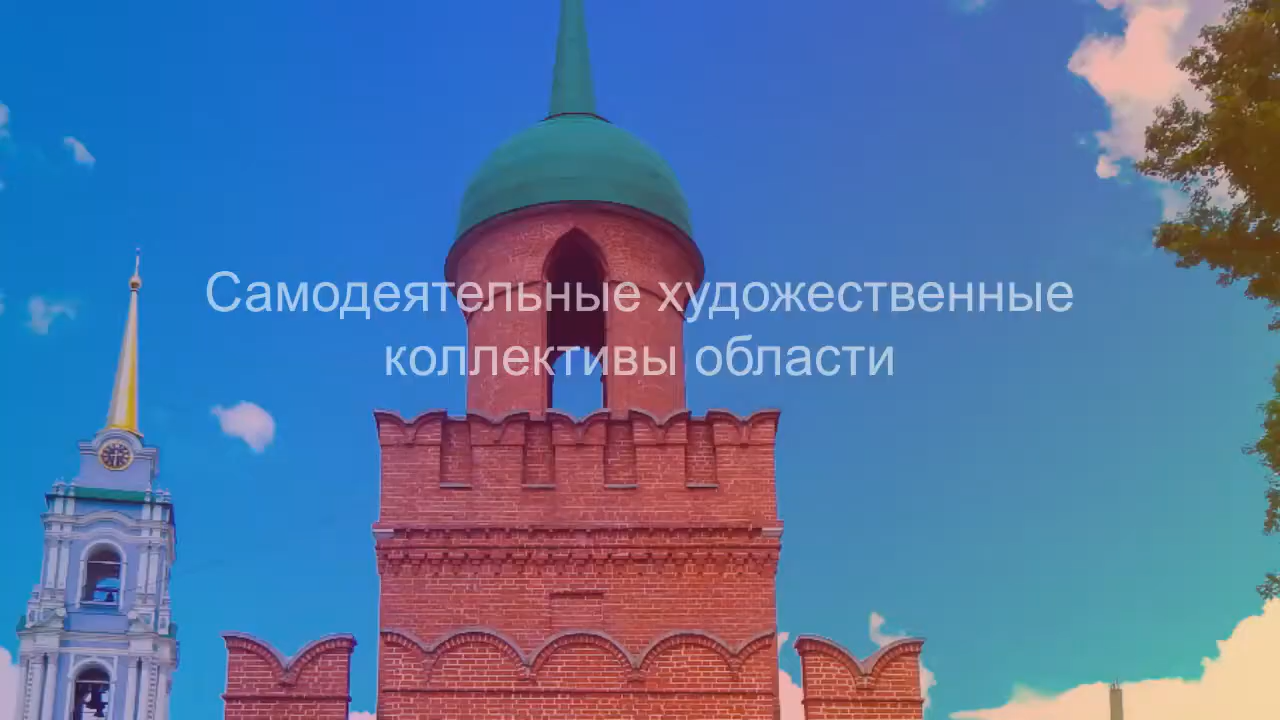 Самодеятельные художественные
коллективы области